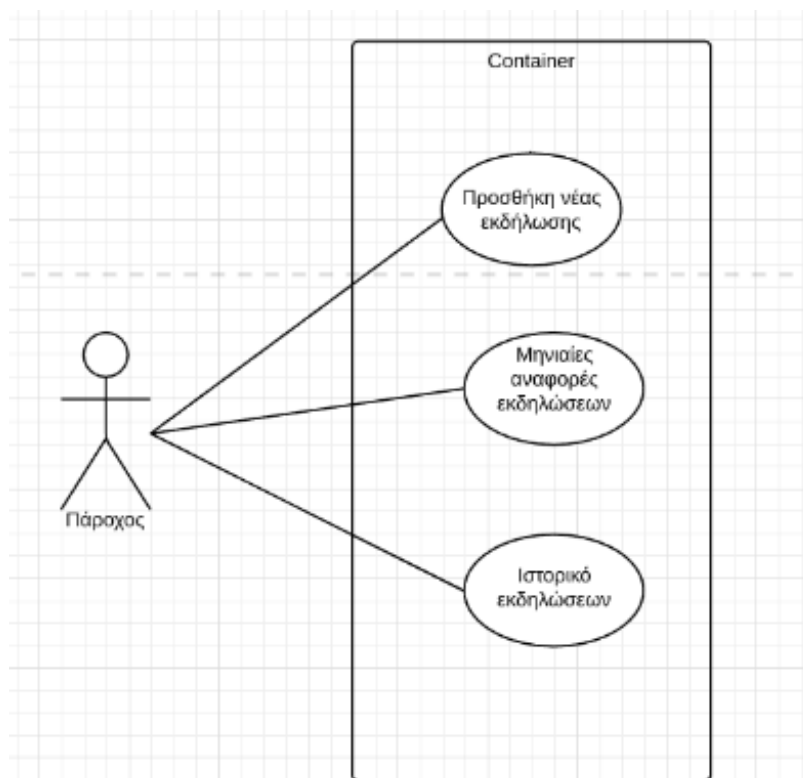 Container
Προσθήκη νέας
εκδήλωσης
Μηνιαίες
αναφορές
εκδηλώσεων
Πάροχος
Ιστορικό
εκδηλώσεων